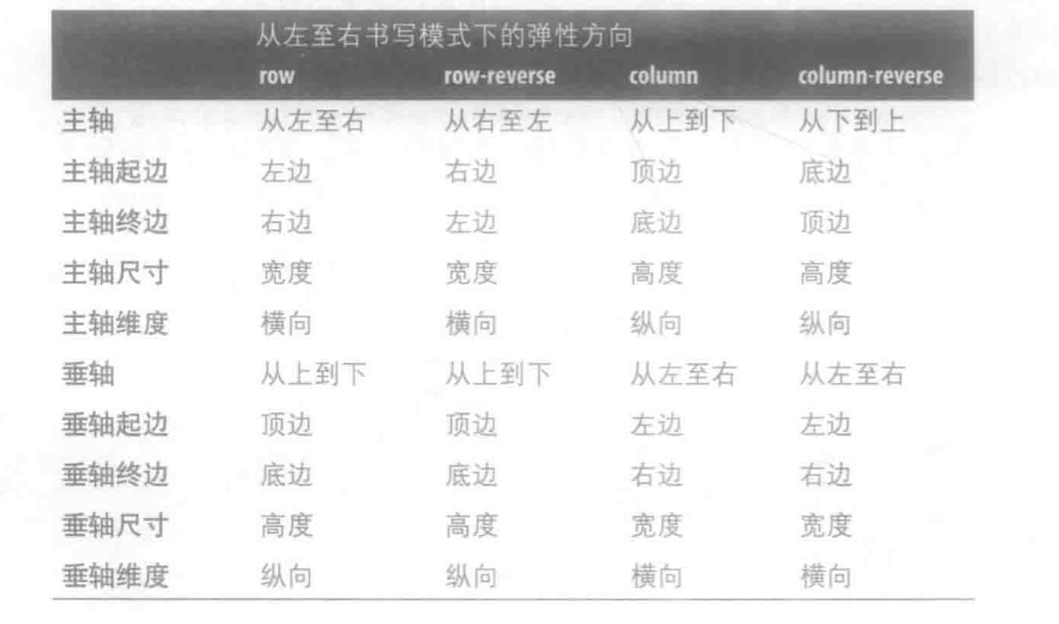 从左至右书写模式下的弹性方向
row row-reverse column column-reverse
主轴 从左至右 从右至左 从上到下 从下到上
主轴起边 左边 右边 顶边 底边
主轴终边 右边 左边 底边 顶边
主轴尺寸 宽度 宽度 高度 高度
主轴维度 横向 横向 纵向 纵向
垂轴 从上到下 从上到下 从左至右 从左至右
垂轴起边 顶边 顶边 左边 左边
垂轴终边 底边 底边 右边 右边
垂轴尺寸 高度 高度 宽度 宽度
垂轴维度 纵向 纵向 横向 横向